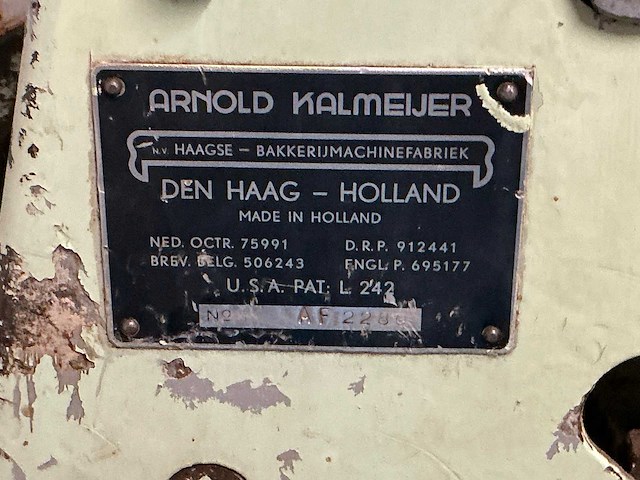 ARNOLD KALMEIJER
N.V. HAAGSE – BAKKERIJMACHINEFABRIEK
DEN HAAG – HOLLAND
MADE IN HOLLAND
NED. OCTR. 75991 D.R.P. 912441
BREV. BELG. 506243 ENGL. P. 695177
U.S.A. PAT: L 242
No